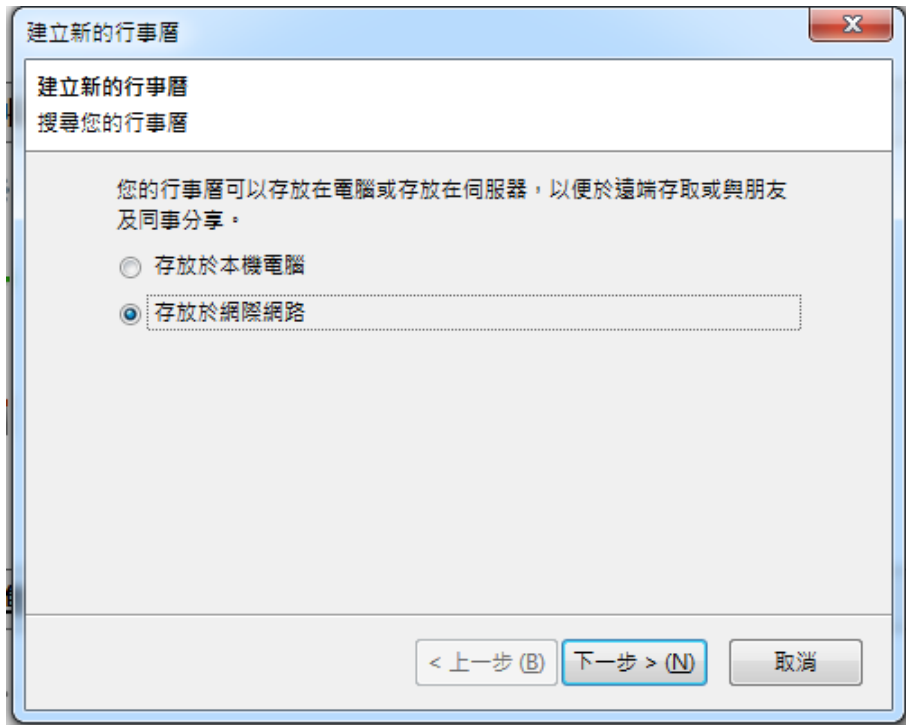 建立新的行事曆
建立新的行事曆
搜尋您的行事曆
您的行事曆可以存放在電腦或存放在伺服器，以便於遠端存取或與朋友
及同事分享。
存放於本機電腦
存放於網際網路
< 上一步 (B)
下一步 > (N)
取消